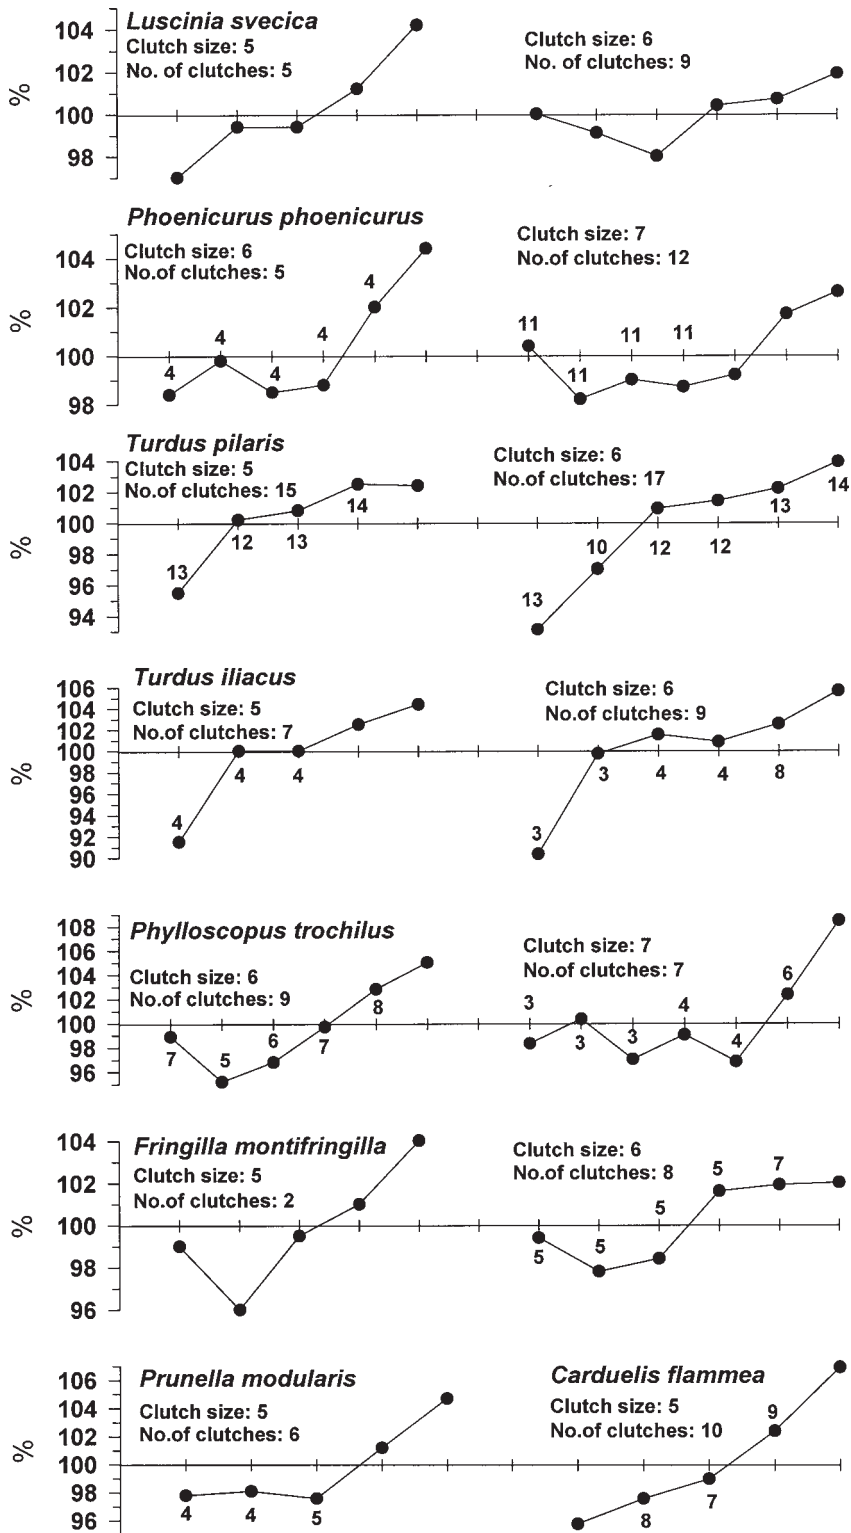 Luscinia svecica
Clutch size: 5
No. of clutches: 5
Clutch size: 6
No. of clutches: 9
104
102
100
98
%
Phoenicurus phoenicurus
Clutch size: 6
No.of clutches: 5
Clutch size: 7
No.of clutches: 12
104
102
100
98
%
4
4
4
4
4
11
11
11
11
Turdus pilaris
Clutch size: 5
No.of clutches: 15
Clutch size: 6
No.of clutches: 17
104
102
100
98
96
94
%
13
12
13
14
13
10
12
12
13
14
Turdus iliacus
Clutch size: 5
No.of clutches: 7
Clutch size: 6
No.of clutches: 9
106
104
102
100
98
96
94
92
90
%
4
4
4
3
3
4
4
8
Phylloscopus trochilus
Clutch size: 6
No.of clutches: 9
Clutch size: 7
No.of clutches: 7
108
106
104
102
100
98
96
%
7
5
6
7
8
3
3
3
4
4
6
Fringilla montifringilla
Clutch size: 5
No.of clutches: 2
Clutch size: 6
No.of clutches: 8
104
102
100
98
96
%
5
5
5
5
7
Prunella modularis
Clutch size: 5
No.of clutches: 6
Carduelis flammea
Clutch size: 5
No.of clutches: 10
106
104
102
100
98
96
%
4
4
5
8
7
9